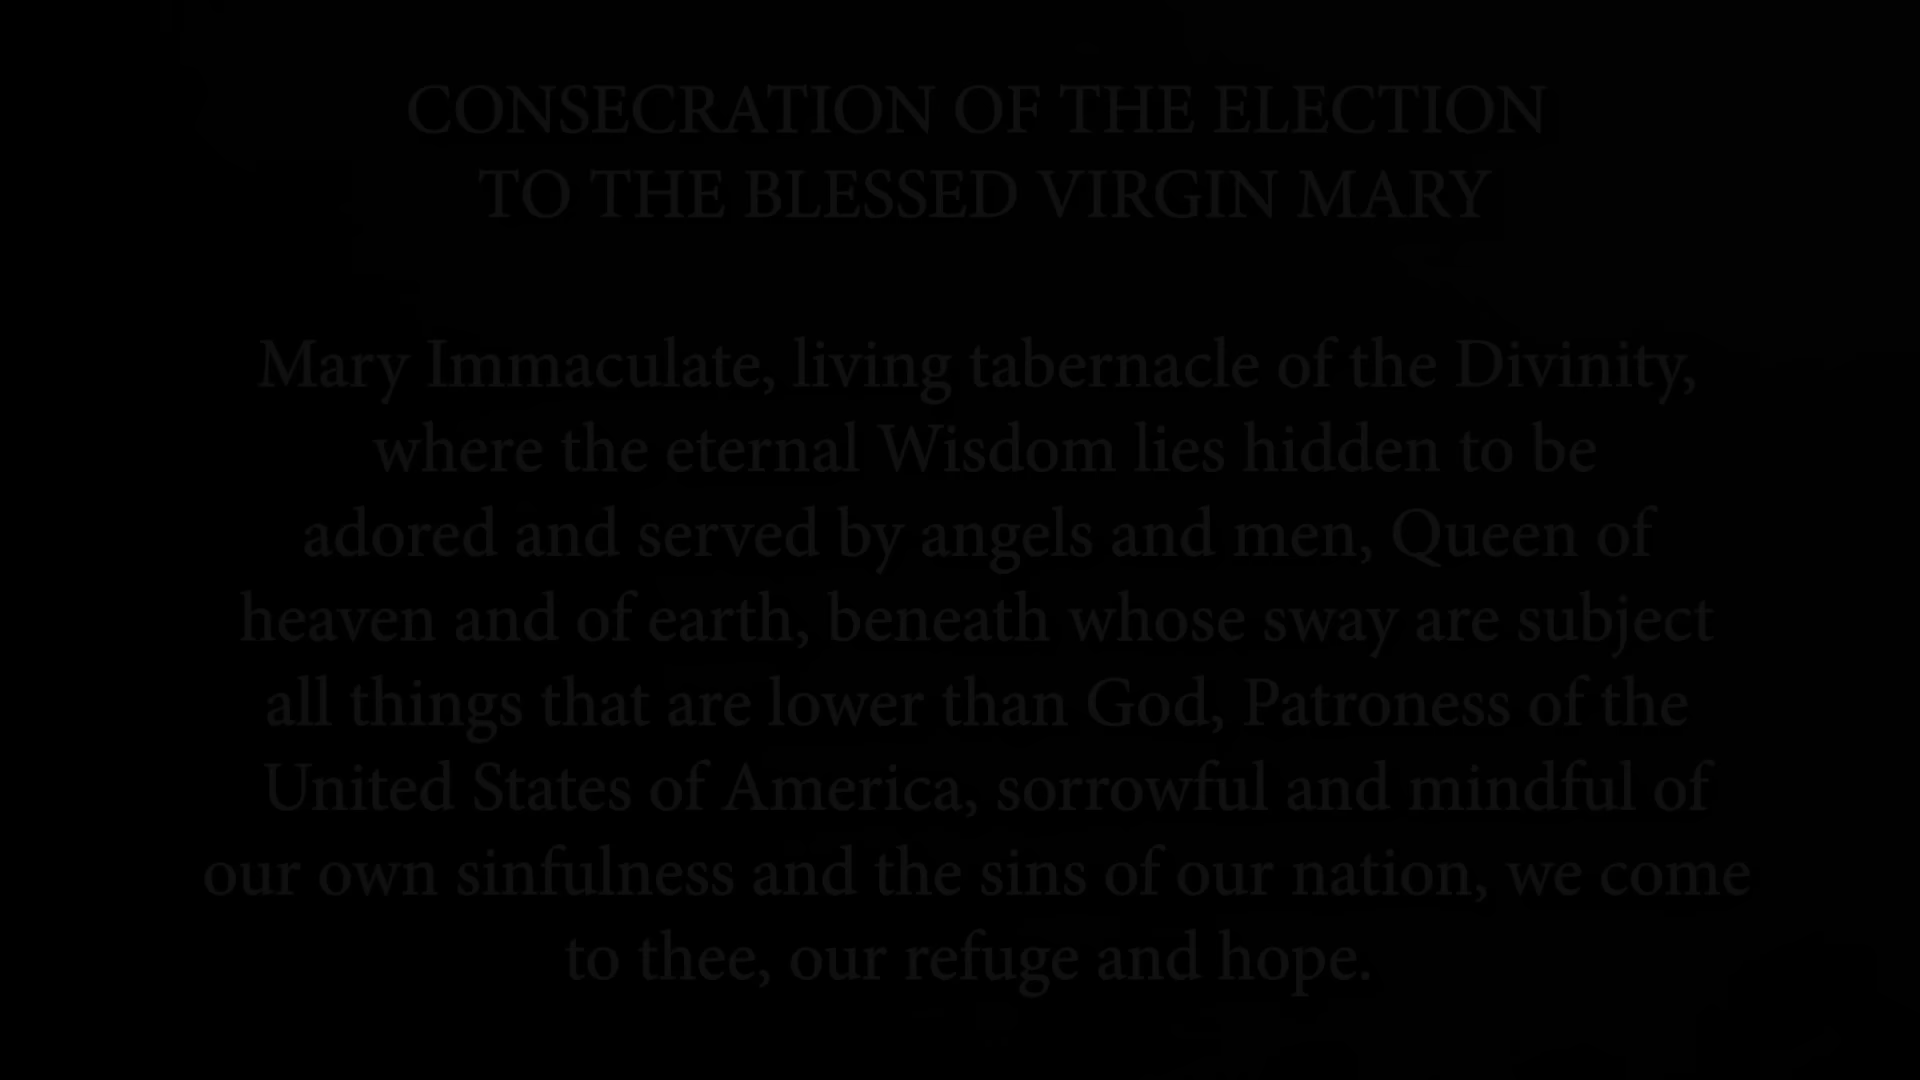 CONSECRATION OF THE ELECTION
TO THE BLESSED VIRGIN MARY
Mary Immaculate, living tabernacle of the Divinity,
where the eternal Wisdom lies hidden to be
adored and served by angels and men, Queen of
heaven and of earth, beneath whose sway are subject
all things that are lower than God, Patroness of the
United States of America, sorrowful and mindful of
our own sinfulness and the sins of our nation, we come
to thee, our refuge and hope.